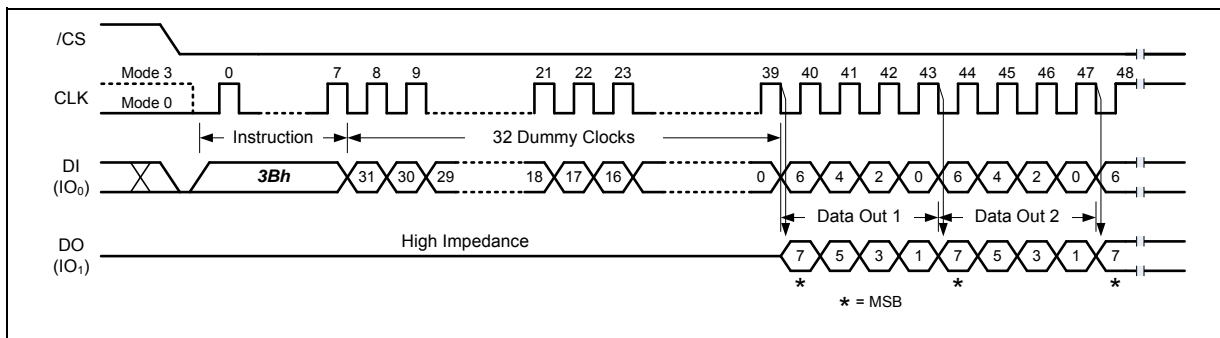 /CS
Mode 3 0 7 8 9 21 22 23 39 40 41 42 43 44 45 46 47 48
CLK
Mode 0
Instruction 32 Dummy Clocks
DI
(IO₀)
3Bh 31 30 29 18 17 16 0 6 4 2 0 6 4 2 0 6
Data Out 1 Data Out 2
DO
(IO₁)
High Impedance
7 5 3 1 7 5 3 1 7
* * *
* = MSB